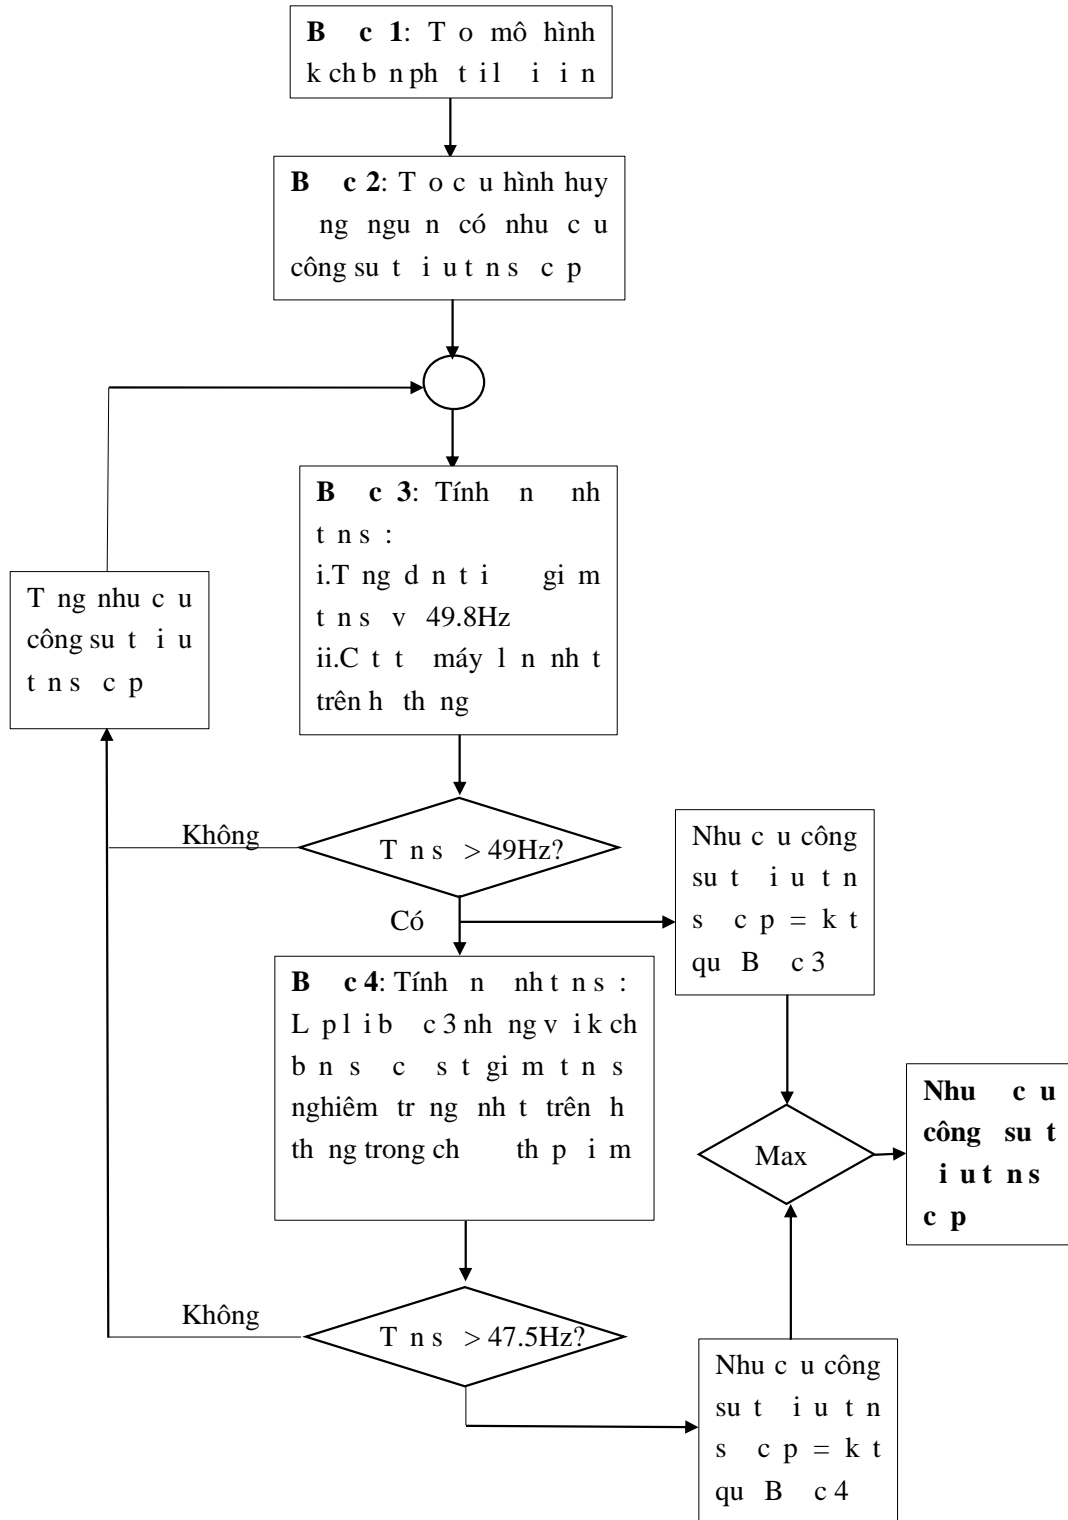 B c 1: T o mô hình
k ch b n ph t i l i i n
B c 2: T o c u hình huy
ng ngu n có nhu c u
công su t i u t n s c p
B c 3: Tính n nh
t n s :
i.T ng d n t i gi m
t n s v 49.8Hz
ii.C t t máy l n nh t
trên h th ng
T ng nhu c u
công su t i u
t n s c p
Không
T n s > 49Hz?
Có
Nhu c u công
su t i u t n
s c p = k t
qu B c 3
B c 4: Tính n nh t n s :
L p l i b c 3 nh ng v i k ch
b n s c s t gi m t n s
nghiêm tr ng nh t trên h
th ng trong ch th p i m
Max
Nhu c u
công su t
i u t n s
c p
Không
T n s > 47.5Hz?
Nhu c u công
su t i u t n
s c p = k t
qu B c 4